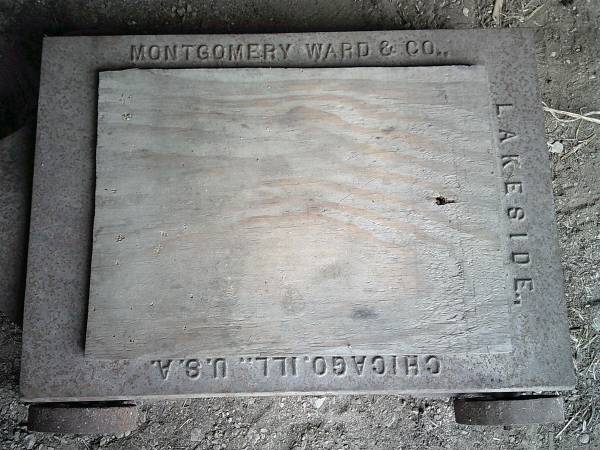 MONTGOMERY WARD & CO.,
LAKESIDE,
CHICAGO, ILL., U.S.A.